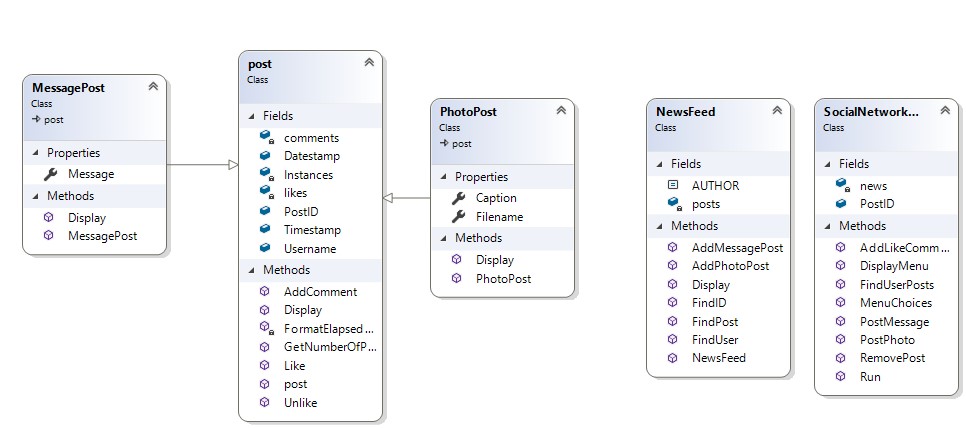 MessagePost
Class
post
Properties
Message
Methods
Display
MessagePost
post
Class
Fields
comments
Datestamp
Instances
likes
PostID
Timestamp
Username
Methods
AddComment
Display
FormatElapsed...
GetNumberOfP...
Like
post
Unlike
PhotoPost
Class
post
Properties
Caption
Filename
Methods
Display
PhotoPost
NewsFeed
Class
Fields
AUTHOR
posts
Methods
AddMessagePost
AddPhotoPost
Display
FindID
FindPost
FindUser
NewsFeed
SocialNetwork...
Class
Fields
news
PostID
Methods
AddLikeComm...
DisplayMenu
FindUserPosts
MenuChoices
PostMessage
PostPhoto
RemovePost
Run